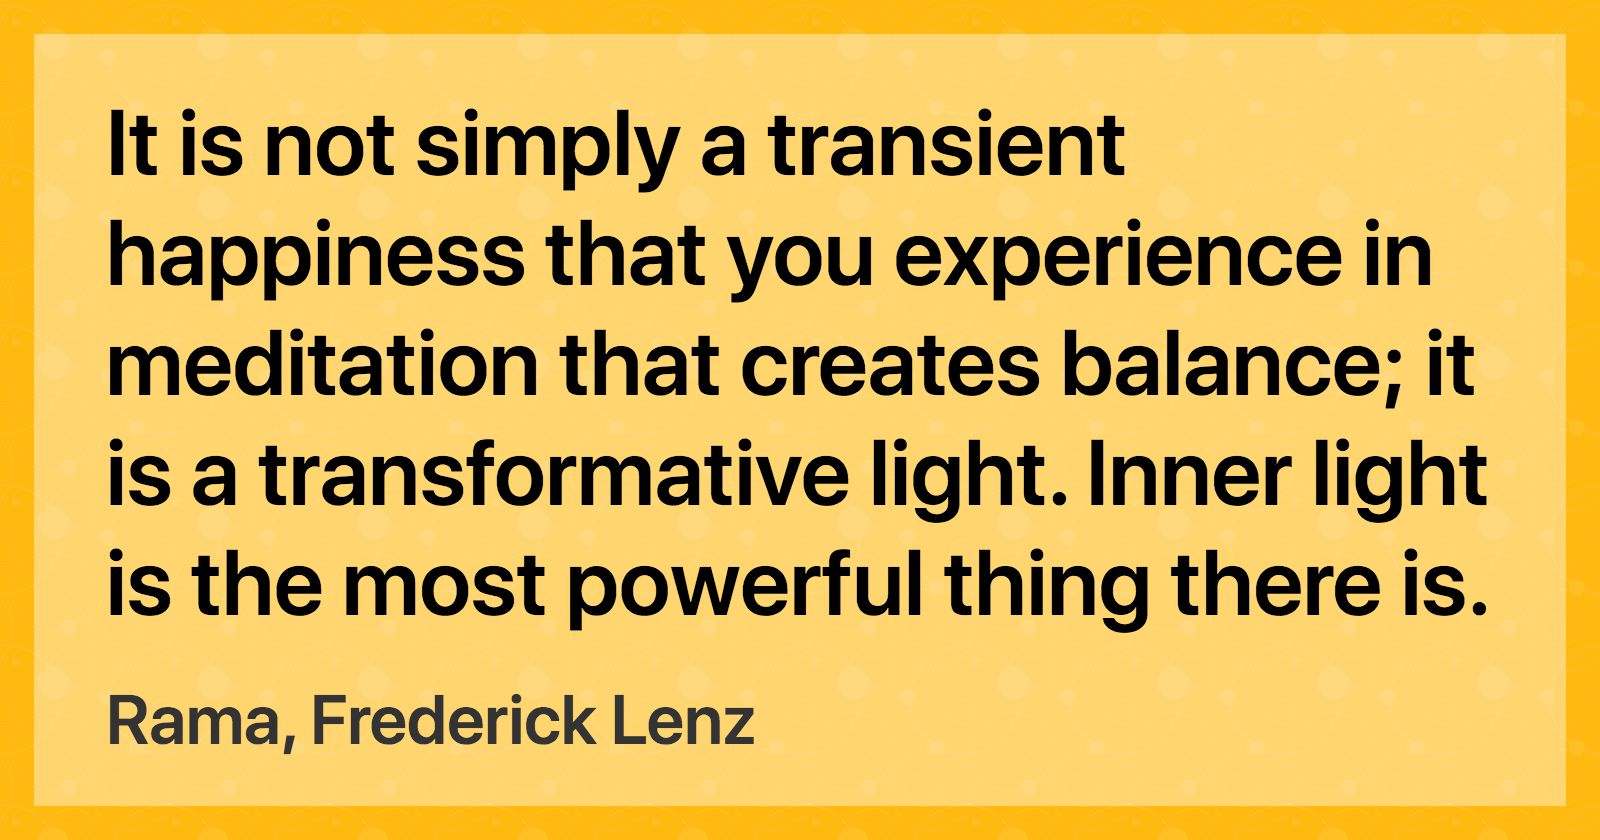 It is not simply a transient
happiness that you experience in
meditation that creates balance; it
is a transformative light. Inner light
is the most powerful thing there is.
Rama, Frederick Lenz